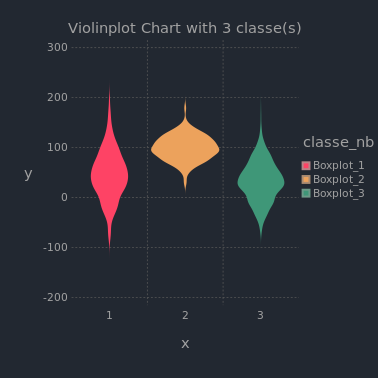 Violinplot Chart with 3 classe(s)
300
200
100
0
-100
-200
y
1
2
3
x
classe_nb
Boxplot_1
Boxplot_2
Boxplot_3